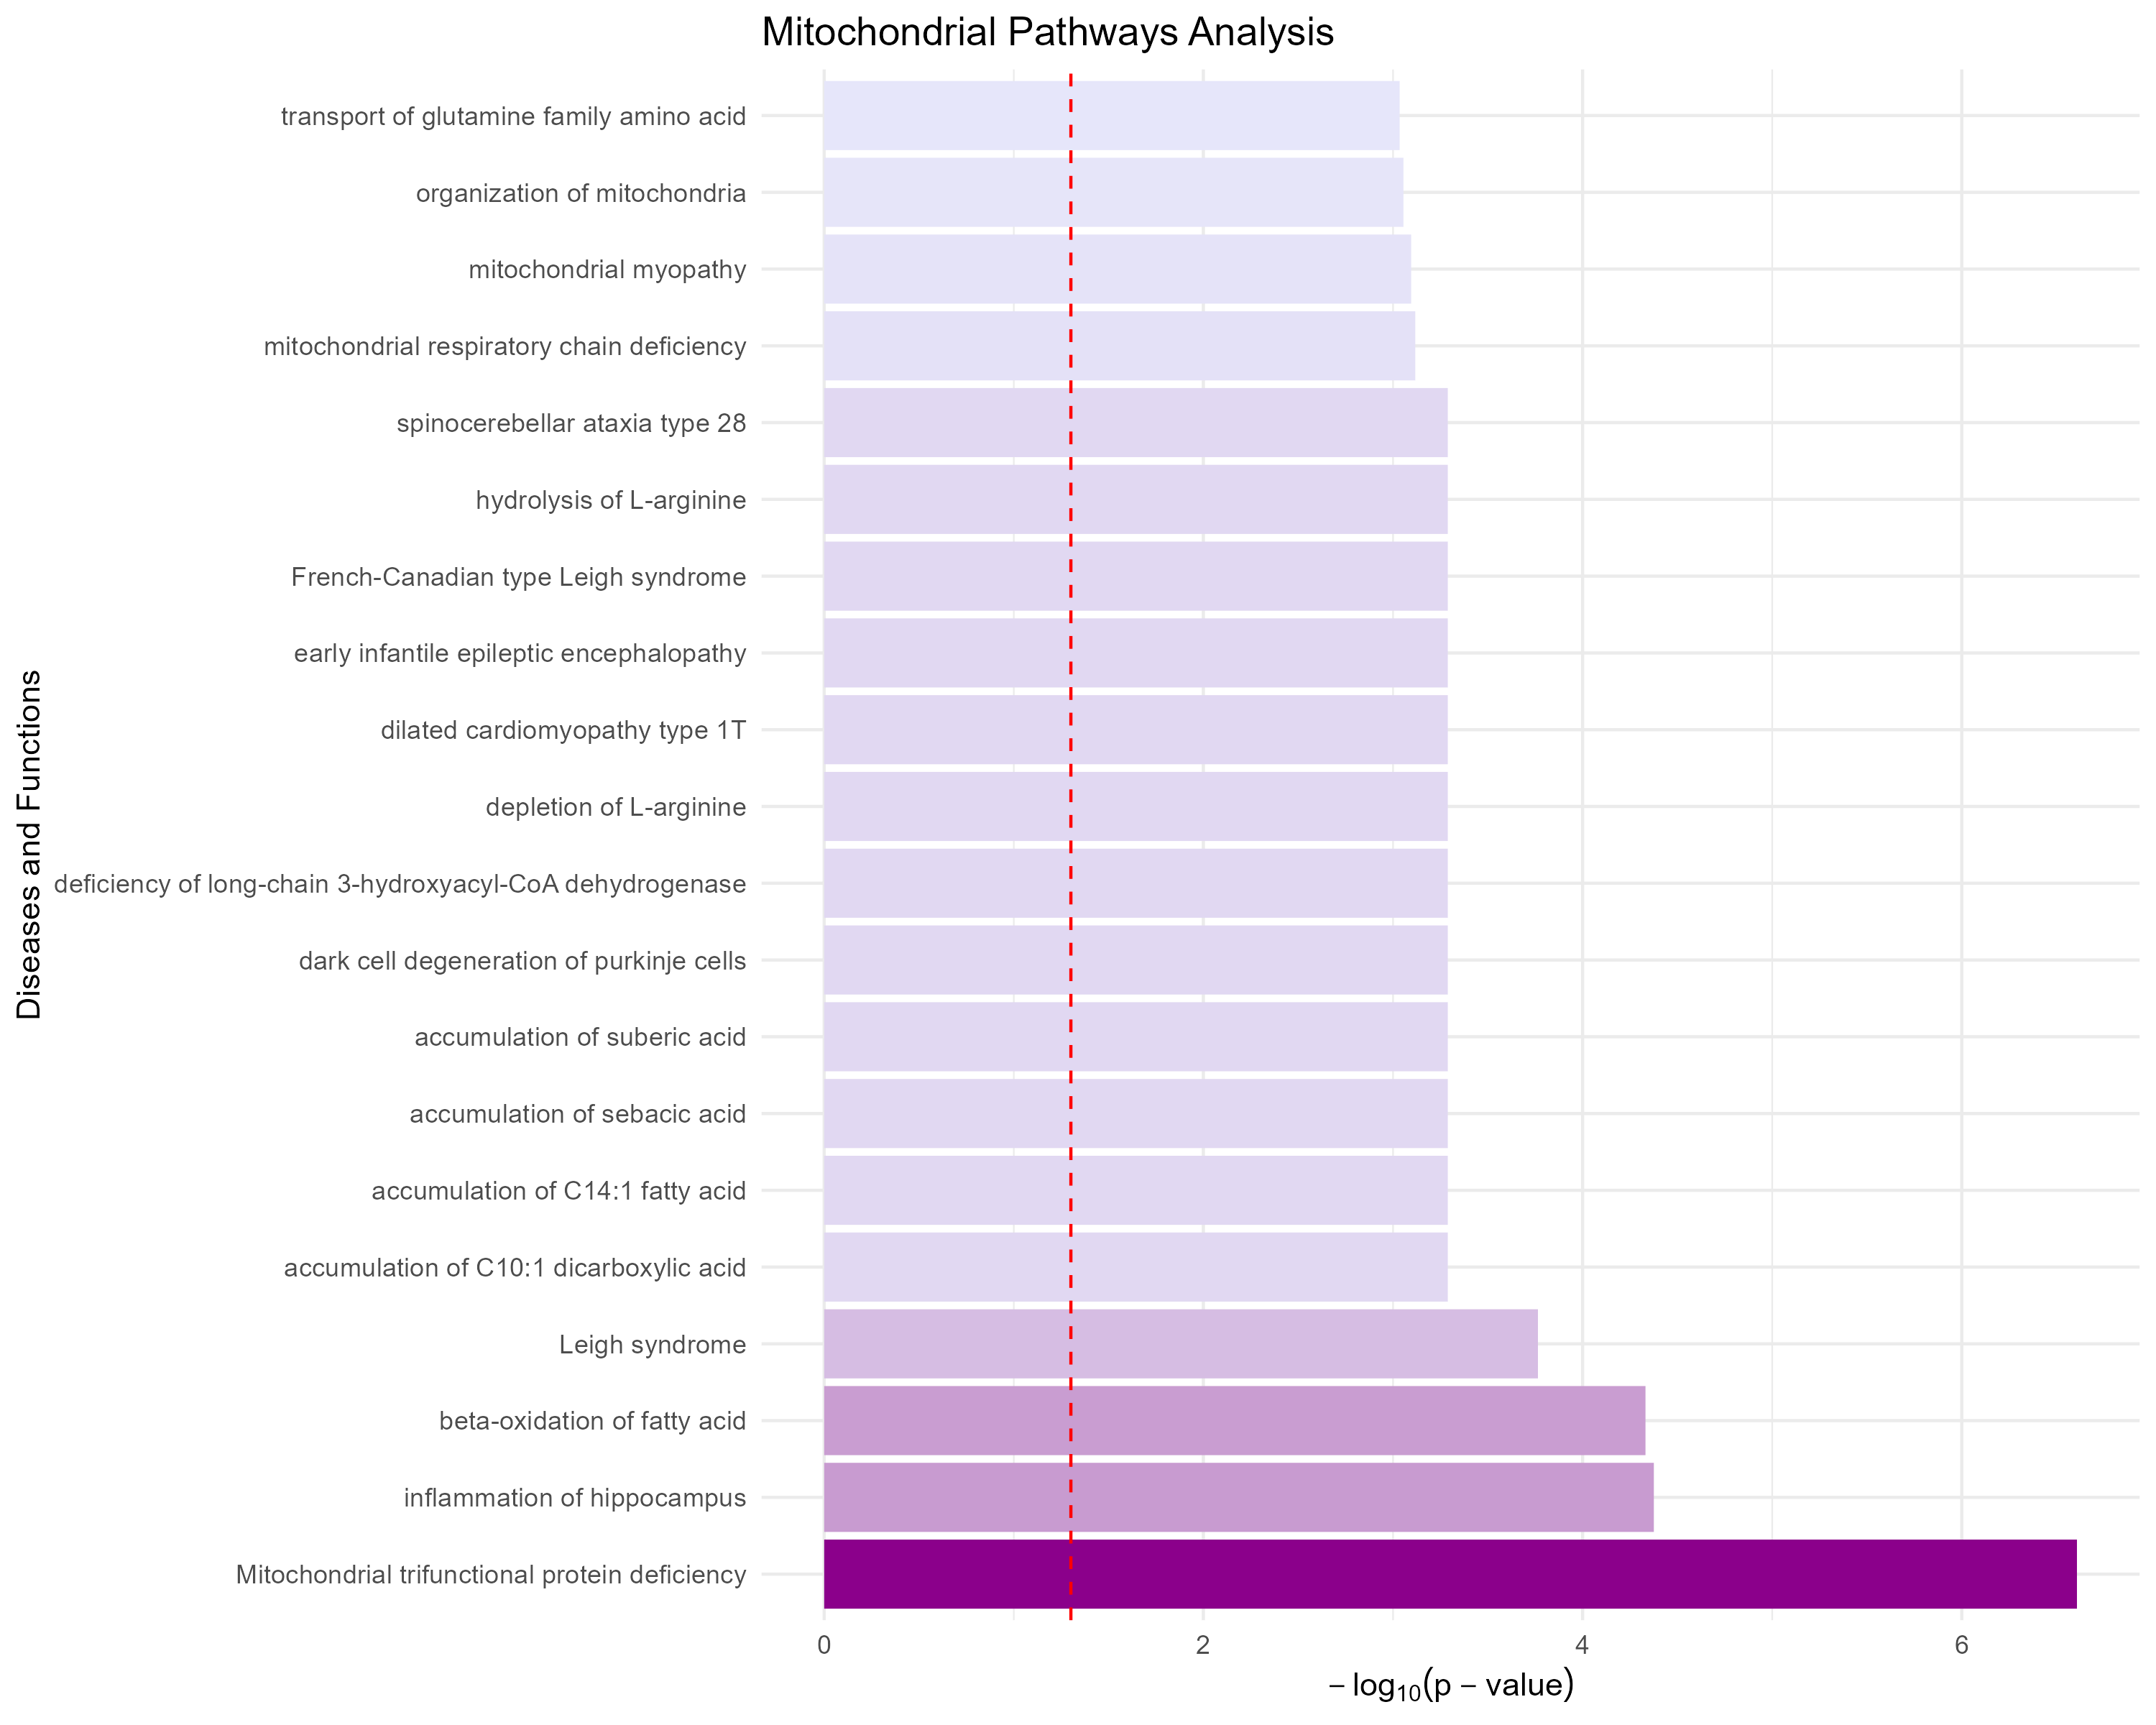 Mitochondrial Pathways Analysis
Diseases and Functions
transport of glutamine family amino acid
organization of mitochondria
mitochondrial myopathy
mitochondrial respiratory chain deficiency
spinocerebellar ataxia type 28
hydrolysis of L-arginine
French-Canadian type Leigh syndrome
early infantile epileptic encephalopathy
dilated cardiomyopathy type 1T
depletion of L-arginine
deficiency of long-chain 3-hydroxyacyl-CoA dehydrogenase
dark cell degeneration of purkinje cells
accumulation of suberic acid
accumulation of sebacic acid
accumulation of C14:1 fatty acid
accumulation of C10:1 dicarboxylic acid
Leigh syndrome
beta-oxidation of fatty acid
inflammation of hippocampus
Mitochondrial trifunctional protein deficiency
0 2 4 6
− log₁₀(p − value)